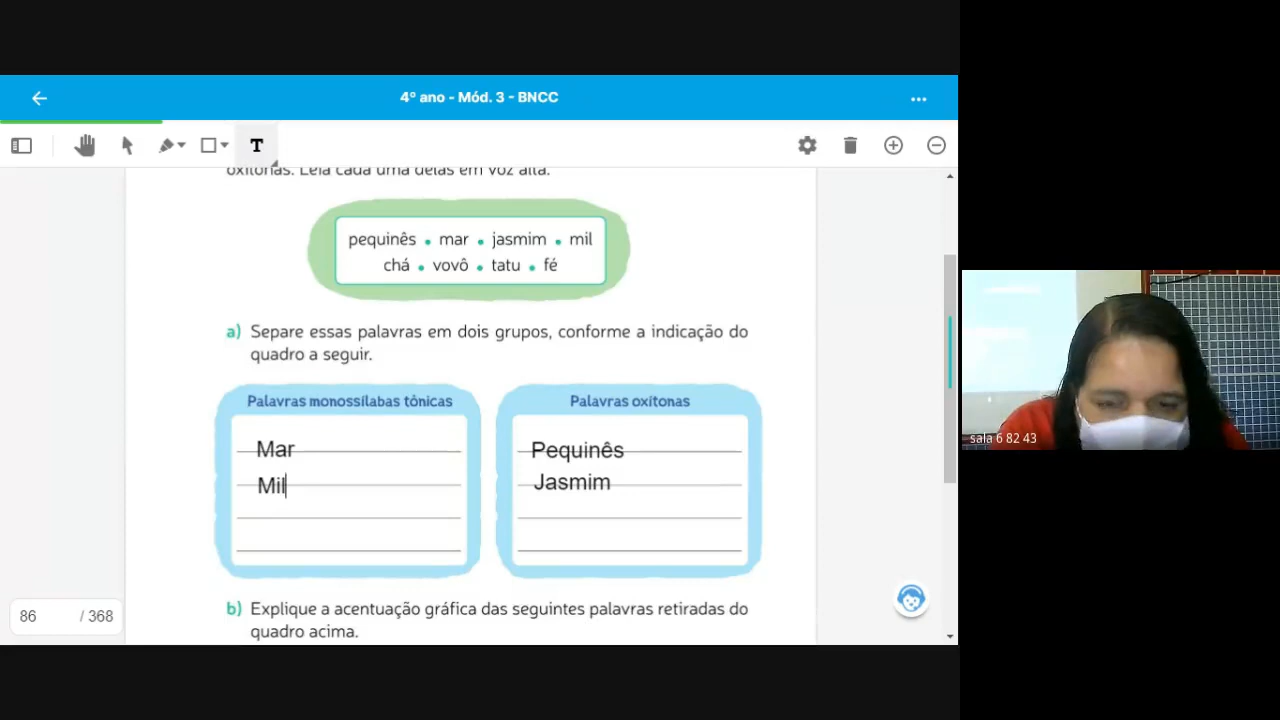 4º ano - Mód. 3 - BNCC
T
oxítonas. Leia cada uma delas em voz alta.
pequinês • mar • jasmim • mil
chá • vovô • tatu • fé
a) Separe essas palavras em dois grupos, conforme a indicação do
quadro a seguir.
Palavras monossílabas tônicas
Mar
Mil
Palavras oxítonas
Pequinês
Jasmim
b) Explique a acentuação gráfica das seguintes palavras retiradas do
quadro acima.
86 / 368
sala 6 82 43